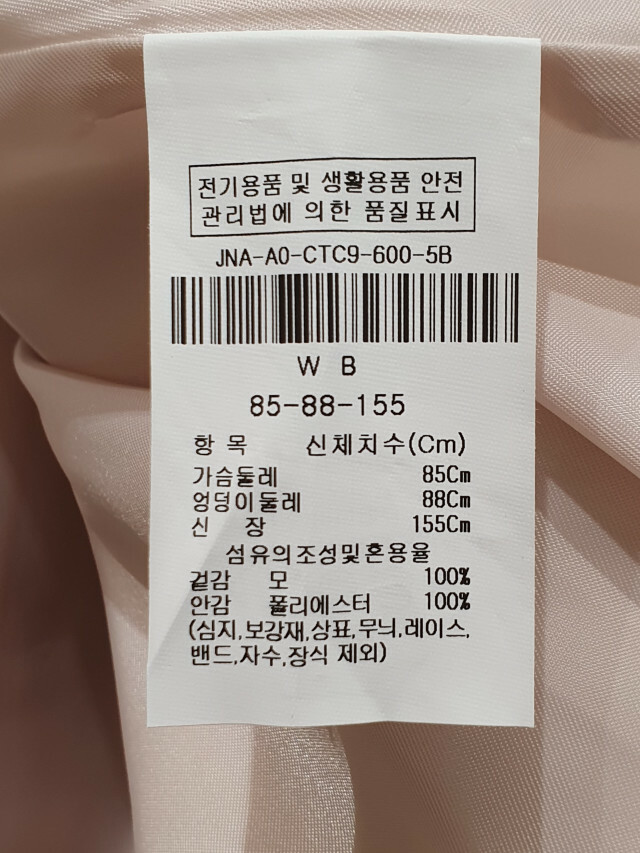 전기용품 및 생활용품 안전
관리법에 의한 품질표시
JNA-A0-CTC9-600-5B
W B
85-88-155
항 목 신체치수(Cm)
가슴둘레 85Cm
엉덩이둘레 88Cm
신 장 155Cm
섬유의조성및혼용율
겉감 모 100%
안감 폴리에스터 100%
(심지,보강재,상표,무늬,레이스,
밴드,자수,장식 제외)